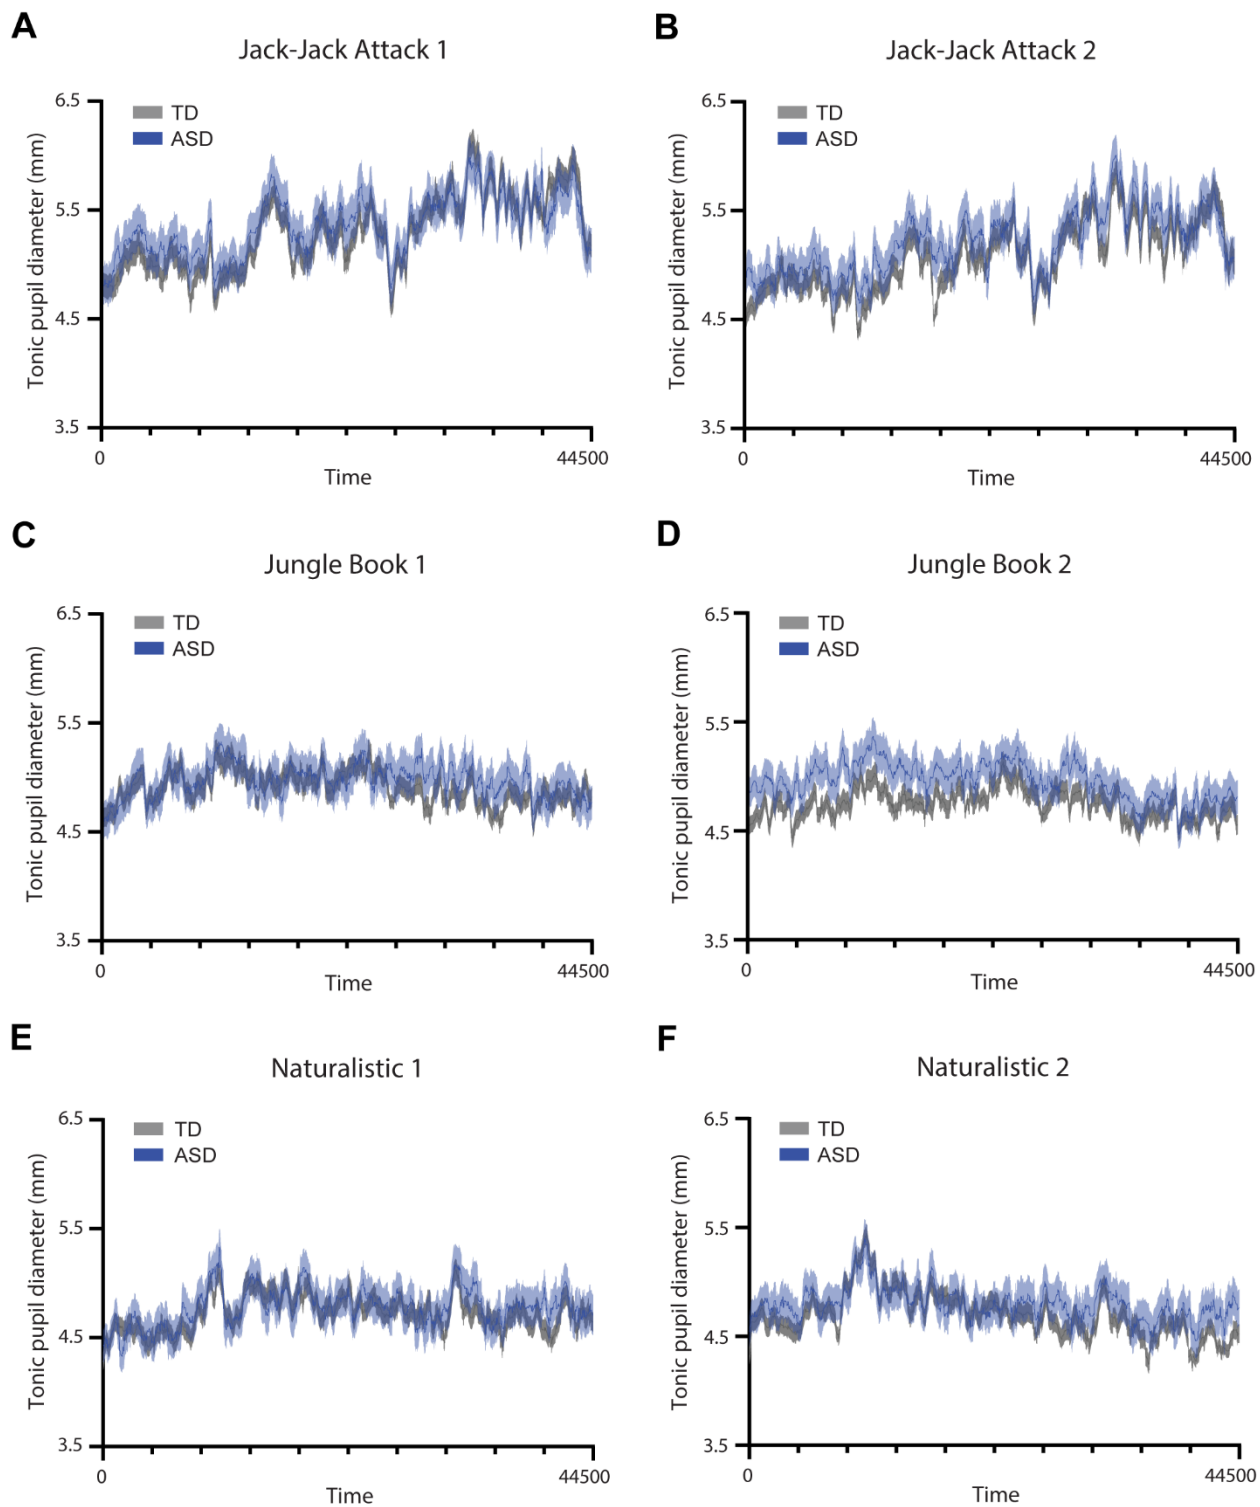 A
Jack-Jack Attack 1
6.5
5.5
4.5
3.5
Tonic pupil diameter (mm)
TD
ASD
0
44500
Time
B
Jack-Jack Attack 2
6.5
5.5
4.5
3.5
Tonic pupil diameter (mm)
TD
ASD
0
44500
Time
C
Jungle Book 1
6.5
5.5
4.5
3.5
Tonic pupil diameter (mm)
TD
ASD
0
44500
Time
D
Jungle Book 2
6.5
5.5
4.5
3.5
Tonic pupil diameter (mm)
TD
ASD
0
44500
Time
E
Naturalistic 1
6.5
5.5
4.5
3.5
Tonic pupil diameter (mm)
TD
ASD
0
44500
Time
F
Naturalistic 2
6.5
5.5
4.5
3.5
Tonic pupil diameter (mm)
TD
ASD
0
44500
Time